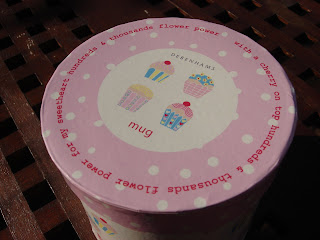 for my sweetheart hundreds & thousands flower power with a cherry on top hundreds & thousands flower power
DEBENHAMS
mug